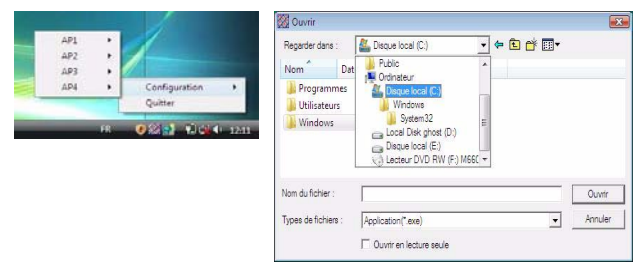 AP1
AP2
AP3
AP4
Configuration
Quitter
FR
12:11
Ouvrir
Regarder dans :
Disque local (C:)
Nom
Dat
Programmes
Utilisateurs
Windows
Public
Ordinateur
Disque local (C:)
Windows
System32
Local Disk ghost (D:)
Disque local (E:)
Lecteur DVD RW (F:) M66C
Nom du fichier :
Ouvrir
Types de fichiers :
Application(*.exe)
Annuler
Ouvrir en lecture seule